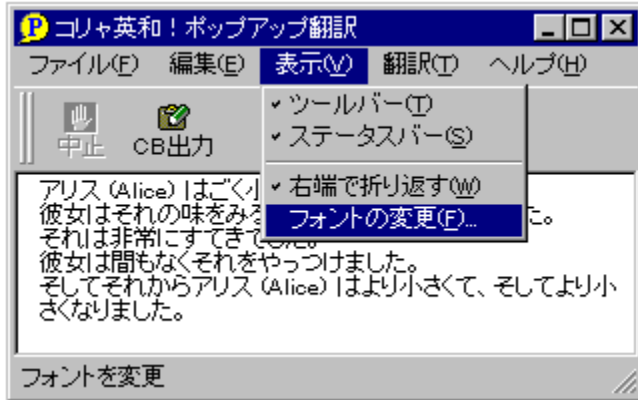 コリャ英和！ポップアップ翻訳
ファイル(F) 編集(E) 表示(V) 翻訳(T) ヘルプ(H)
中止 CB出力
ツールバー(T)
ステータスバー(S)
右端で折り返す(W)
フォントの変更(F)...
アリス (Alice) はごく小
彼女はそれの味をみ た。
それは非常にすてきで した。
彼女は間もなくそれをやっつけました。
そしてそれからアリス (Alice) はより小さくて、そしてより小
さくなりました。
フォントを変更